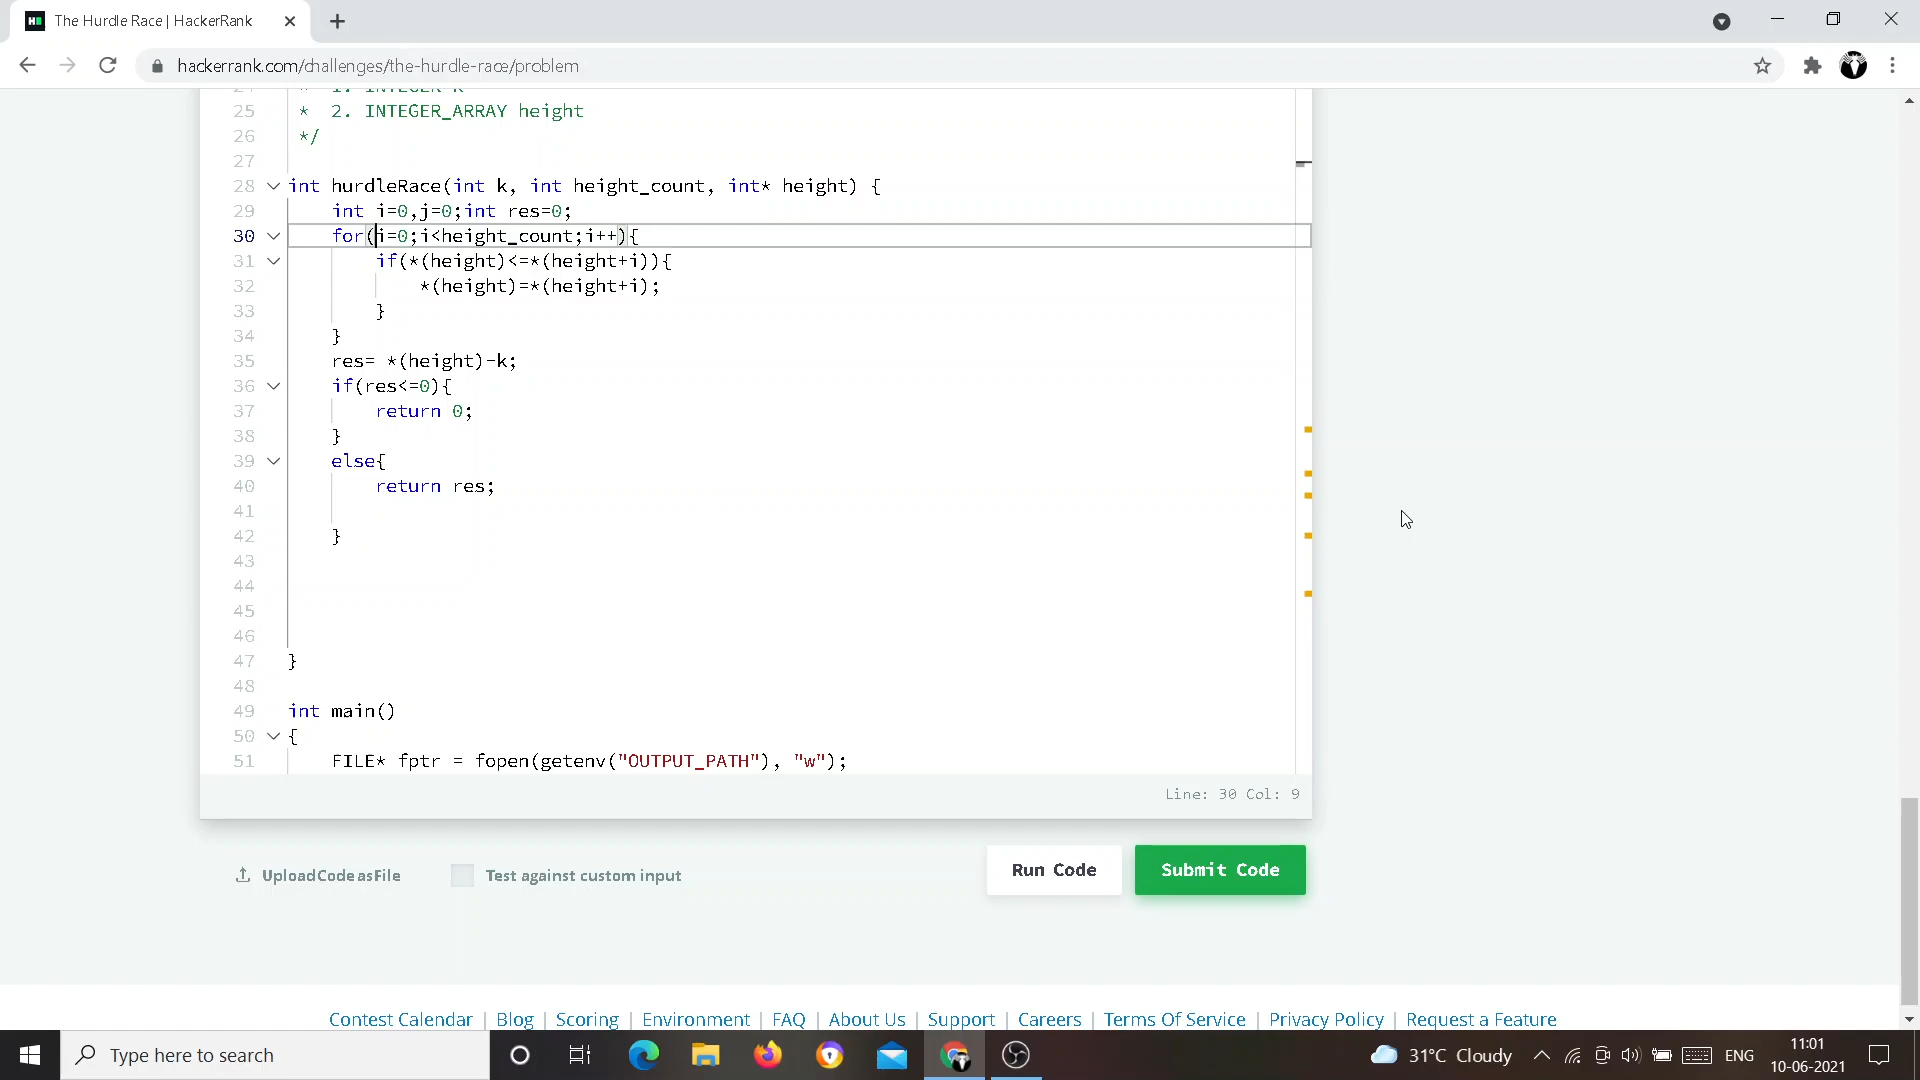 The Hurdle Race | HackerRank
hackerrank.com/challenges/the-hurdle-race/problem
25 * 2. INTEGER_ARRAY height
26 */
27
28 int hurdleRace(int k, int height_count, int* height) {
29 int i=0,j=0;int res=0;
30 for(i=0;i<height_count;i++){
31 if(*(height)<=*(height+i)){
32 *(height)=*(height+i);
33 }
34 }
35 res= *(height)-k;
36 if(res<=0){
37 return 0;
38 }
39 else{
40 return res;
41
42 }
43
44
45
46
47 }
48
49 int main()
50 {
51 FILE* fptr = fopen(getenv("OUTPUT_PATH"), "w");
Line: 30 Col: 9
Upload Code as File Test against custom input Run Code Submit Code
Contest Calendar | Blog | Scoring | Environment | FAQ | About Us | Support | Careers | Terms Of Service | Privacy Policy | Request a Feature
Type here to search 31°C Cloudy ENG 11:01
10-06-2021